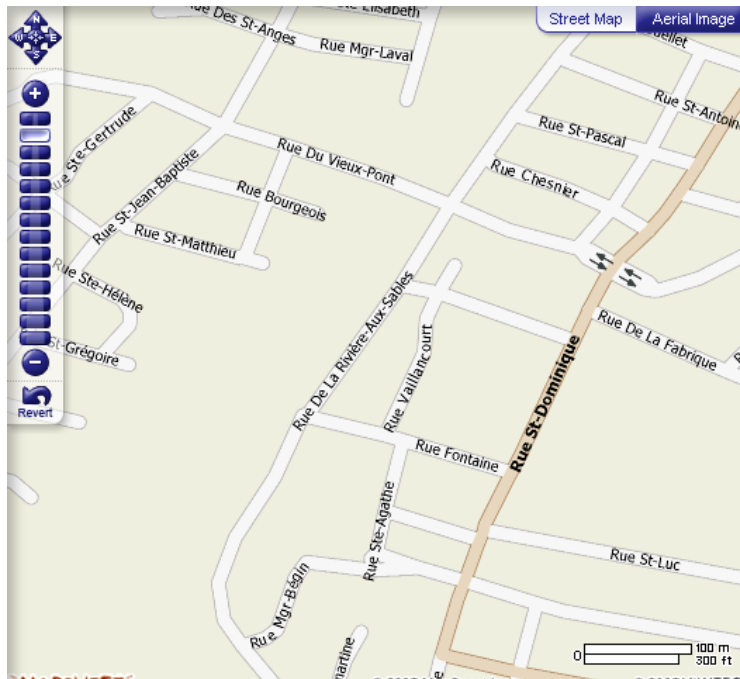 Street Map
Aerial Image
Elisabeth
Rue Des St-Anges
Rue Mgr-Laval
N
W
E
S
Rue St-Antoine
Rue St-Pascal
Rue Chesnier
Rue Du Vieux-Pont
Rue Ste-Gertrude
Rue St-Jean-Baptiste
Rue Bourgeois
Rue St-Matthieu
Rue Ste-Hélène
St-Grégoire
Revert
Rue De La Rivière-Aux-Sables
Rue Vaillancourt
Rue De La Fabrique
Rue St-Dominique
Rue Fontaine
Rue Ste-Agathe
Rue St-Luc
Rue Mgr-Bégin
0
100 m
300 ft